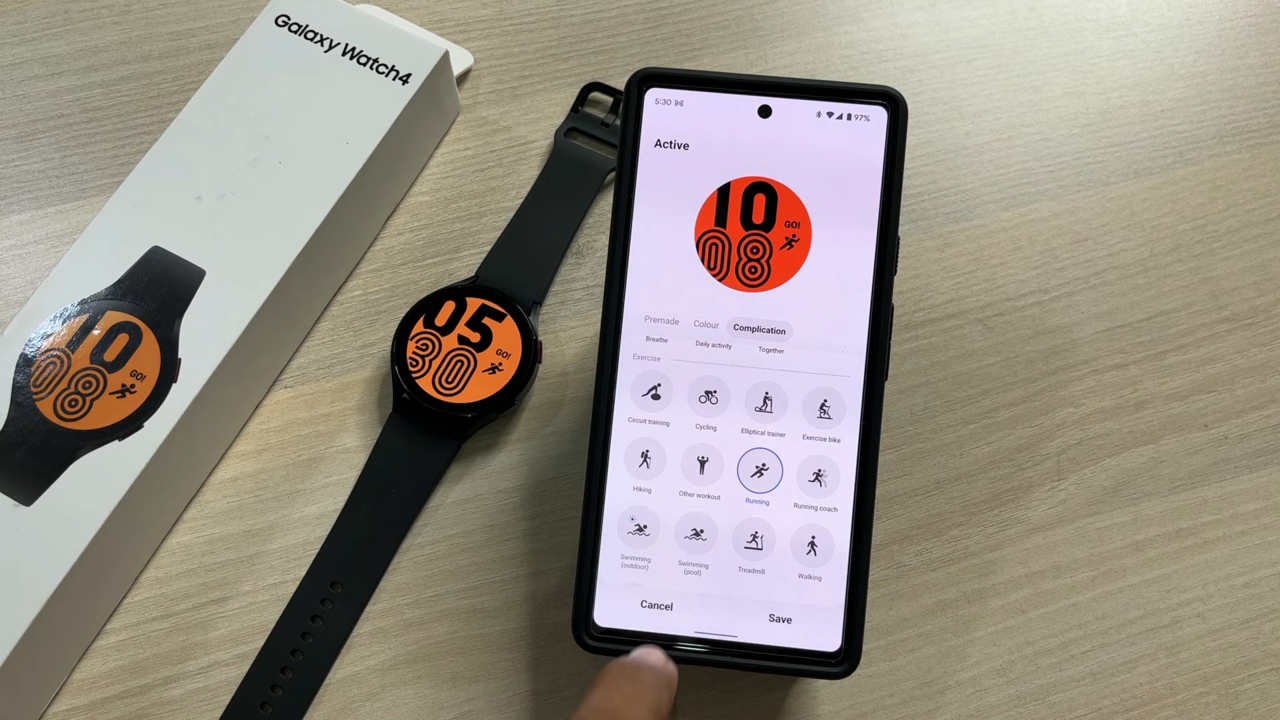 Galaxy Watch4
10
08
GO!
05
30
GO!
5:30
97%
Active
10
08
GO!
Premade
Colour
Complication
Breathe
Daily activity
Together
Exercise
Circuit training
Cycling
Elliptical trainer
Exercise bike
Hiking
Other workout
Running
Running coach
Swimming
(outdoor)
Swimming
(pool)
Treadmill
Walking
Cancel
Save